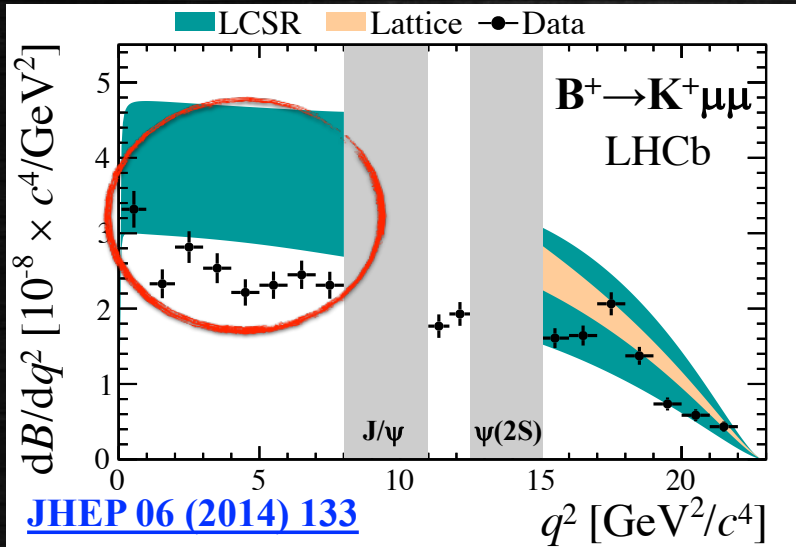 LCSR Lattice Data
B⁺→K⁺μμ
LHCb
dB/dq² [10⁻⁸ × c⁴/GeV²]
5
4
3
2
1
0
J/ψ ψ(2S)
0 5 10 15 20
q² [GeV²/c⁴]
JHEP 06 (2014) 133